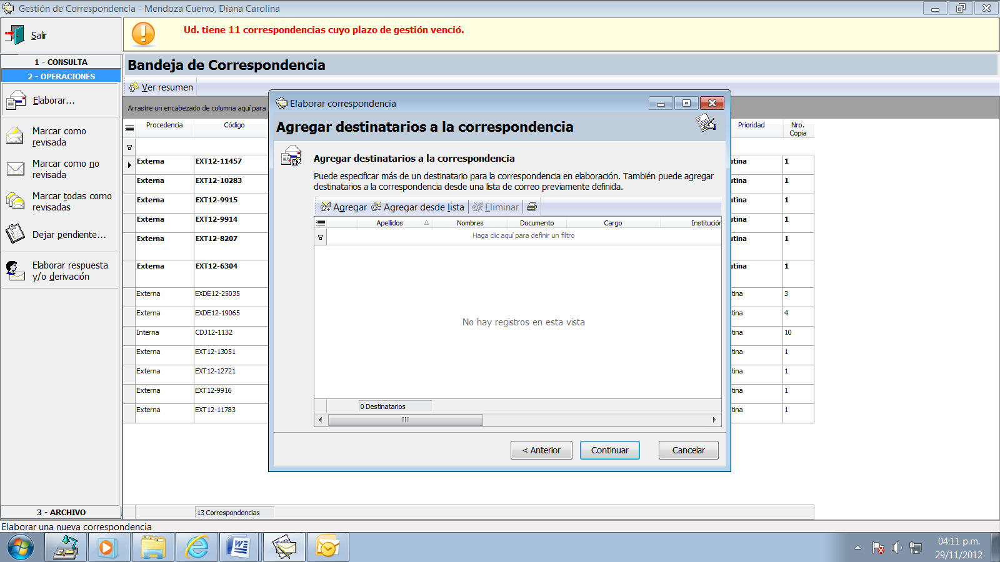 Gestión de Correspondencia - Mendoza Cuervo, Diana Carolina
Salir
Ud. tiene 11 correspondencias cuyo plazo de gestión venció.
1 - CONSULTA
2 - OPERACIONES
Elaborar...
Marcar como
revisada
Marcar como no
revisada
Marcar todas como
revisadas
Dejar pendiente...
Elaborar respuesta
y/o derivación
3 - ARCHIVO
Bandeja de Correspondencia
Ver resumen
Arrastre un encabezado de columna aquí para
Procedencia Código Prioridad Nro.
Copia
Externa EXT12-11457 utina 1
Externa EXT12-10283 utina 1
Externa EXT12-9915 utina 1
Externa EXT12-9914 utina 1
Externa EXT12-8207 utina 1
Externa EXT12-6304 utina 1
Externa EXDE12-25035 tina 3
Externa EXDE12-19065 tina 4
Interna CDJ12-1132 tina 10
Externa EXT12-13051 tina 1
Externa EXT12-12721 tina 1
Externa EXT12-9916 tina 1
Externa EXT12-11783 tina 1
13 Correspondencias
Elaborar correspondencia
Agregar destinatarios a la correspondencia
Agregar destinatarios a la correspondencia
Puede especificar más de un destinatario para la correspondencia en elaboración. También puede agregar
destinatarios a la correspondencia desde una lista de correo previamente definida.
Agregar Agregar desde lista Eliminar
Apellidos Nombres Documento Cargo Institución
Haga clic aquí para definir un filtro
No hay registros en esta vista
0 Destinatarios
< Anterior Continuar Cancelar
Elaborar una nueva correspondencia
04:11 p.m.
29/11/2012